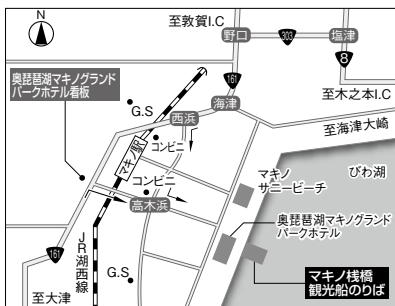 N
至敦賀I.C
野口
303
塩津
8
161
至木之本I.C
奥琵琶湖マキノグランド
パークホテル看板
G.S
西浜
海津
至海津大崎
コンビニ
マキノ駅
コンビニ
マキノ
サニービーチ
びわ湖
高木浜
奥琵琶湖マキノグランド
パークホテル
161
JR湖西線
G.S
マキノ桟橋
観光船のりば
至大津